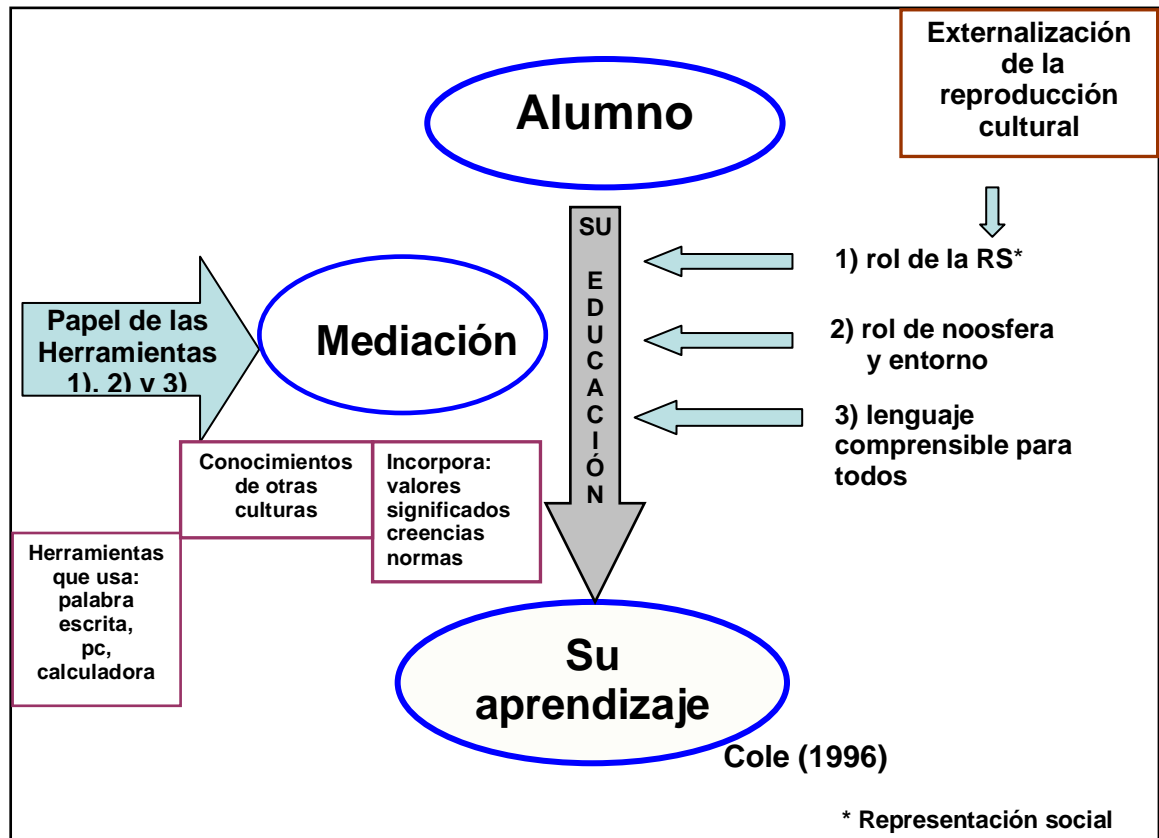 Alumno
Externalización
de la
reproducción
cultural
SU
EDUCACIÓN
1) rol de la RS*
2) rol de noosfera
y entorno
3) lenguaje
comprensible para
todos
Papel de las
Herramientas
1). 2) y 3)
Mediación
Conocimientos
de otras
culturas
Incorpora:
valores
significados
creencias
normas
Herramientas
que usa:
palabra
escrita,
pc,
calculadora
Su
aprendizaje
Cole (1996)
* Representación social